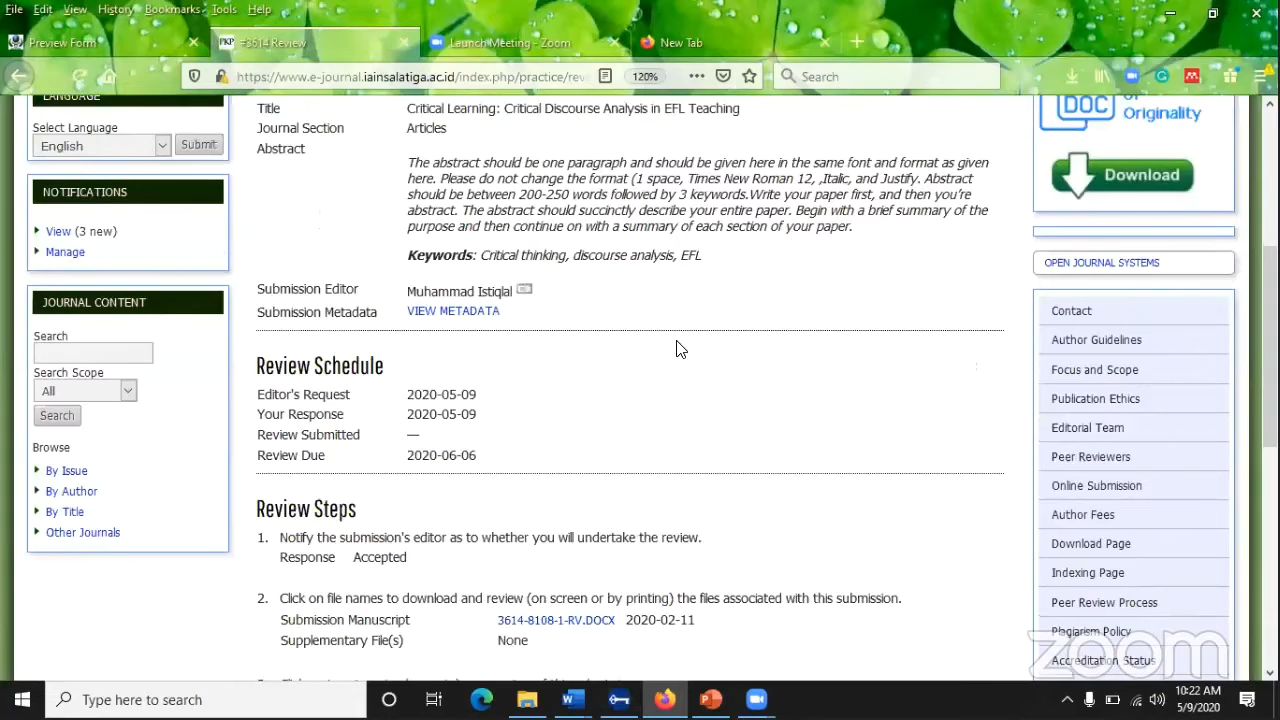 File Edit View History Bookmarks Tools Help
Preview Form
#3614 Review
Launch Meeting - Zoom
New Tab
https://www.e-journal.iainsalatiga.ac.id/index.php/practice/rev
120%
Search
LANGUAGE
Select Language
English
Submit
NOTIFICATIONS
View (3 new)
Manage
JOURNAL CONTENT
Search
Search Scope
All
Search
Browse
By Issue
By Author
By Title
Other Journals
Title Critical Learning: Critical Discourse Analysis in EFL Teaching
Journal Section Articles
Abstract
The abstract should be one paragraph and should be given here in the same font and format as given
here. Please do not change the format (1 space, Times New Roman 12, ,Italic, and Justify. Abstract
should be between 200-250 words followed by 3 keywords.Write your paper first, and then you're
abstract. The abstract should succinctly describe your entire paper. Begin with a brief summary of the
purpose and then continue on with a summary of each section of your paper.
Keywords: Critical thinking, discourse analysis, EFL
Submission Editor Muhammad Istiqlal
Submission Metadata VIEW METADATA
Review Schedule
Editor's Request 2020-05-09
Your Response 2020-05-09
Review Submitted —
Review Due 2020-06-06
Review Steps
1. Notify the submission's editor as to whether you will undertake the review.
Response Accepted
2. Click on file names to download and review (on screen or by printing) the files associated with this submission.
Submission Manuscript 3614-8108-1-RV.DOCX 2020-02-11
Supplementary File(s) None
DOC
of Originality
Download
OPEN JOURNAL SYSTEMS
Contact
Author Guidelines
Focus and Scope
Publication Ethics
Editorial Team
Peer Reviewers
Online Submission
Author Fees
Download Page
Indexing Page
Peer Review Process
Plagiarism Policy
Accreditation Status
zoom
Type here to search
10:22 AM
5/9/2020